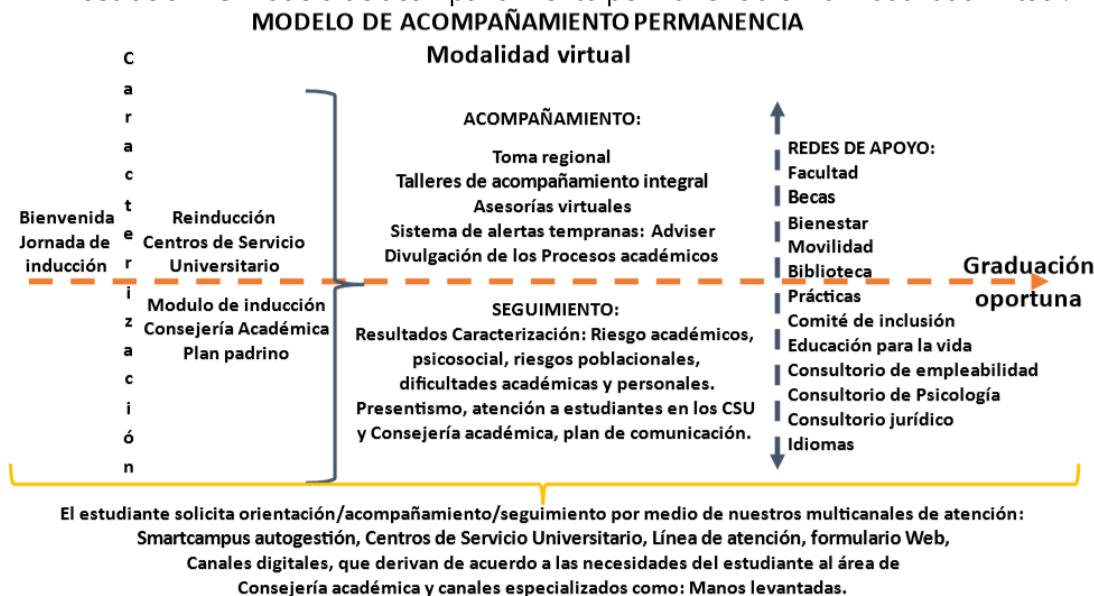 MODELO DE ACOMPAÑAMIENTO PERMANENCIA
Modalidad virtual
Bienvenida
Jornada de
inducción
Caracterización
Reinducción
Centros de Servicio
Universitario
Modulo de inducción
Consejería Académica
Plan padrino
ACOMPAÑAMIENTO:
Toma regional
Talleres de acompañamiento integral
Asesorías virtuales
Sistema de alertas tempranas: Adviser
Divulgación de los Procesos académicos
SEGUIMIENTO:
Resultados Caracterización: Riesgo académicos,
psicosocial, riesgos poblacionales,
dificultades académicas y personales.
Presentismo, atención a estudiantes en los CSU
y Consejería académica, plan de comunicación.
REDES DE APOYO:
Facultad
Becas
Bienestar
Movilidad
Biblioteca
Prácticas
Comité de inclusión
Educación para la vida
Consultorio de empleabilidad
Consultorio de Psicología
Consultorio jurídico
Idiomas
Graduación
oportuna
El estudiante solicita orientación/acompañamiento/seguimiento por medio de nuestros multicanales de atención:
Smartcampus autogestión, Centros de Servicio Universitario, Línea de atención, formulario Web,
Canales digitales, que derivan de acuerdo a las necesidades del estudiante al área de
Consejería académica y canales especializados como: Manos levantadas.